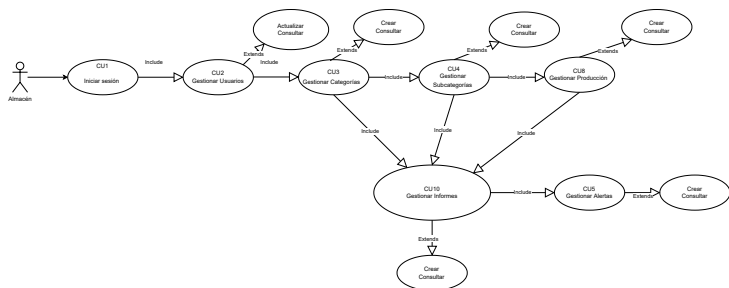 Actualizar
Consultar
Crear
Consultar
Crear
Consultar
Crear
Consultar
Extends
Extends
Extends
Extends
Almacén
CU1
Iniciar sesión
Include
CU2
Gestionar Usuarios
Include
CU3
Gestionar Categorías
Include
CU4
Gestionar
Subcategorías
Include
CU8
Gestionar Producción
Include
Include
Include
CU10
Gestionar Informes
Include
CU5
Gestionar Alertas
Extends
Crear
Consultar
Extends
Crear
Consultar